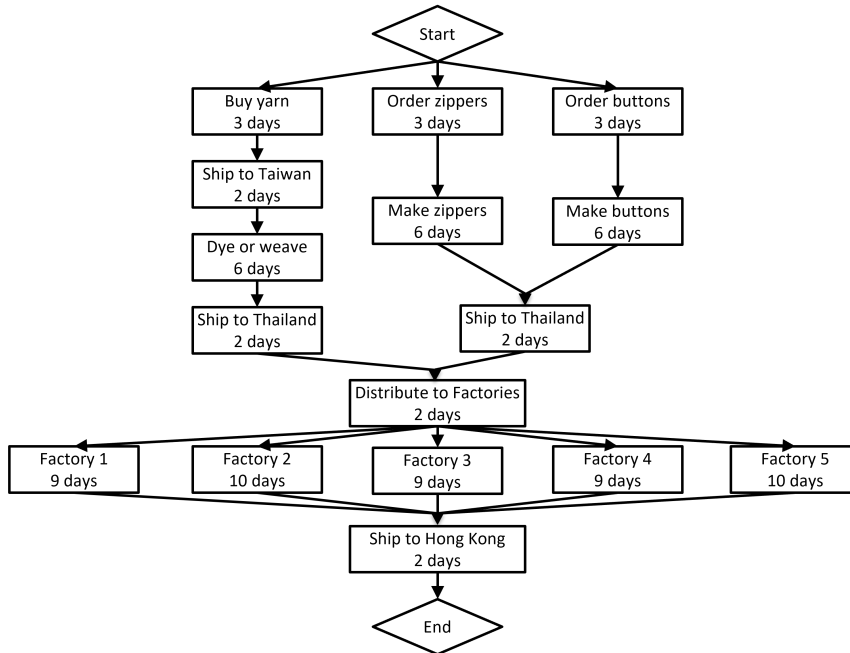 Start
Buy yarn
3 days
Order zippers
3 days
Order buttons
3 days
Ship to Taiwan
2 days
Make zippers
6 days
Make buttons
6 days
Dye or weave
6 days
Ship to Thailand
2 days
Ship to Thailand
2 days
Distribute to Factories
2 days
Factory 1
9 days
Factory 2
10 days
Factory 3
9 days
Factory 4
9 days
Factory 5
10 days
Ship to Hong Kong
2 days
End